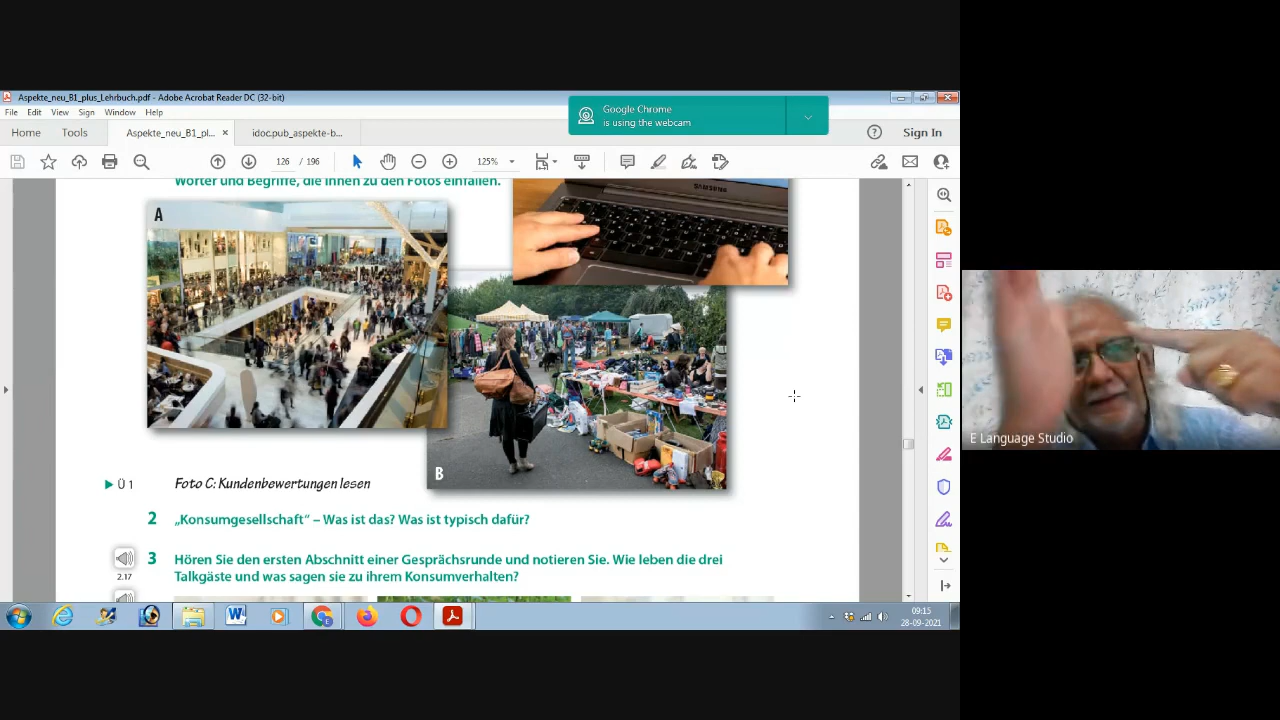 Aspekte_neu_B1_plus_Lehrbuch.pdf - Adobe Acrobat Reader DC (32-bit)
File Edit View Sign Window Help
Google Chrome
is using the webcam
Home Tools Aspekte_neu_B1_pl... × idoc.pub_aspekte-b... Sign In
126 / 196 125%
Wörter und Begriffe, die Ihnen zu den Fotos einfallen.
SAMSUNG
A
B
Ü 1 Foto C: Kundenbewertungen lesen
2 „Konsumgesellschaft“ – Was ist das? Was ist typisch dafür?
3 Hören Sie den ersten Abschnitt einer Gesprächsrunde und notieren Sie. Wie leben die drei
2.17 Talkgäste und was sagen sie zu ihrem Konsumverhalten?
E Language Studio
09:15
28-09-2021